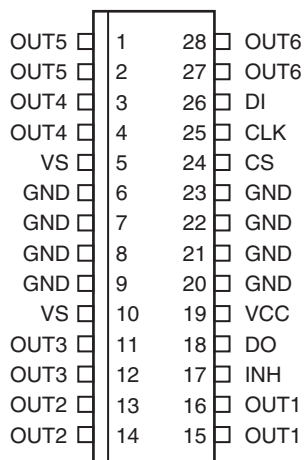 OUT5 1 28 OUT6
OUT5 2 27 OUT6
OUT4 3 26 DI
OUT4 4 25 CLK
VS 5 24 CS
GND 6 23 GND
GND 7 22 GND
GND 8 21 GND
GND 9 20 GND
VS 10 19 VCC
OUT3 11 18 DO
OUT3 12 17 INH
OUT2 13 16 OUT1
OUT2 14 15 OUT1